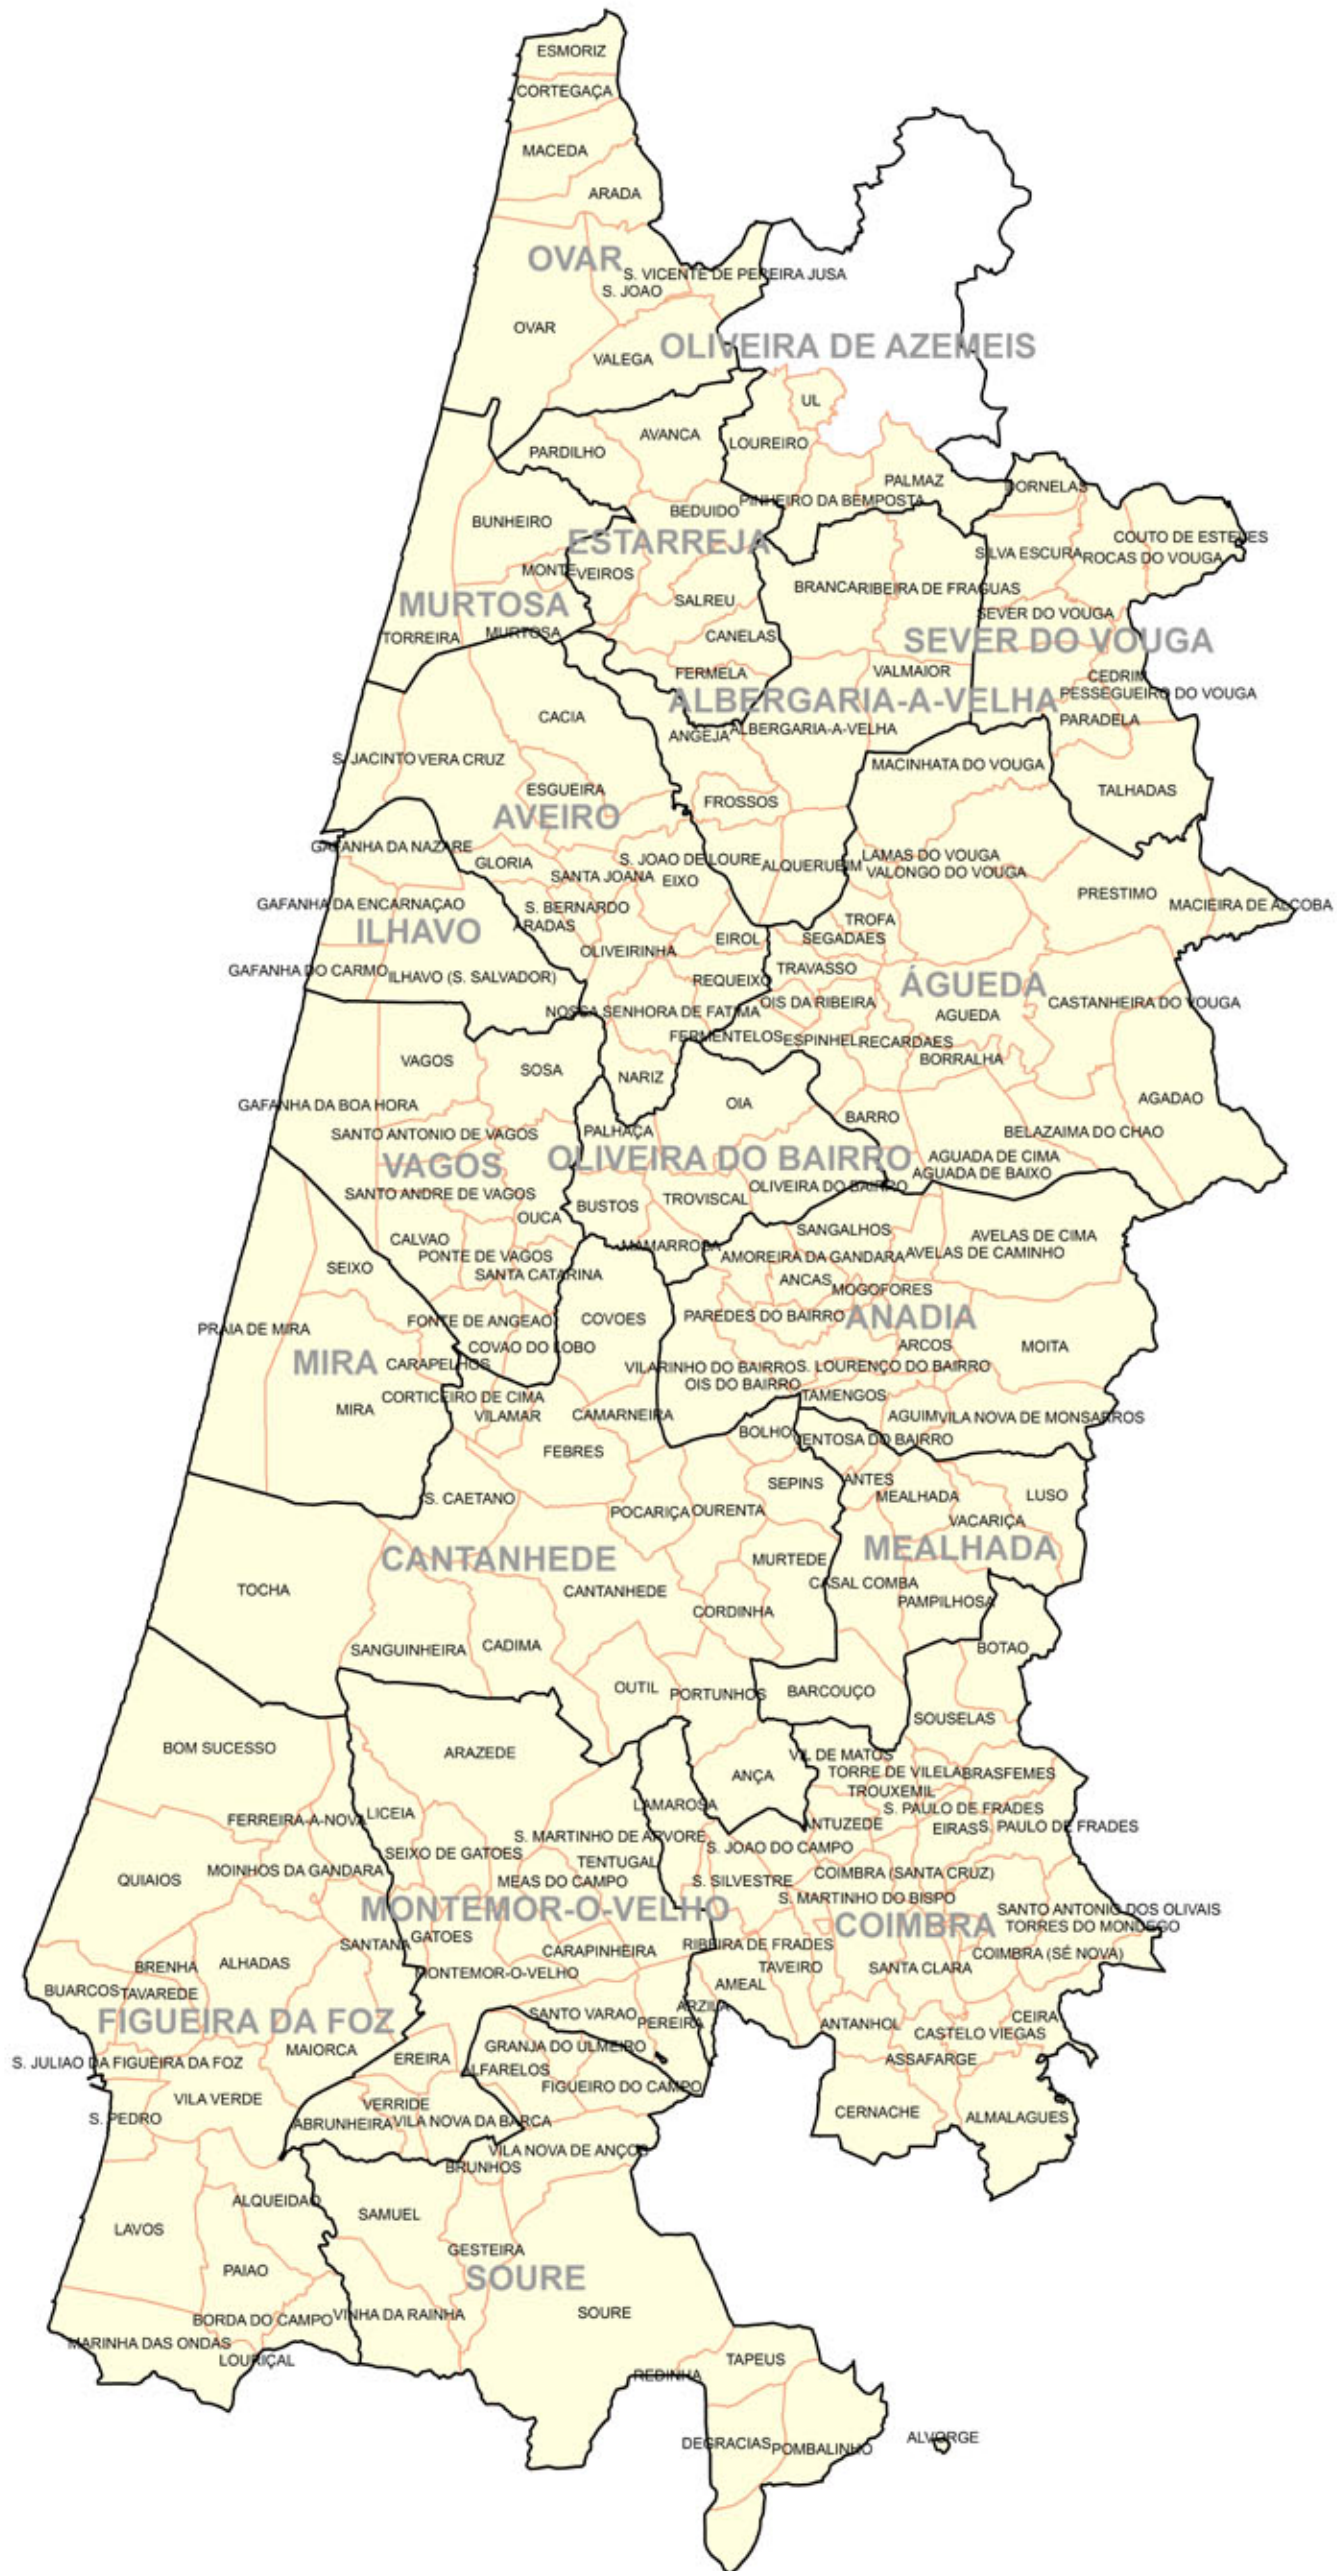 ESMORIZ
CORTEGAÇA
MACEDA
ARADA
OVAR
S. VICENTE DE PEREIRA JUSA
S. JOAO
OVAR
VALEGA
OLIVEIRA DE AZEMEIS
UL
AVANCA
LOUREIRO
PARDILHO
PALMAZ
DORNELAS
PINHEIRO DA BEMPOSTA
BEDUIDO
BUNHEIRO
ESTARREJA
COUTO DE ESTEVES
SILVA ESCURA
ROCAS DO VOUGA
MONTE
VEIROS
BRANCA
RIBEIRA DE FRAGUAS
MURTOSA
SALREU
SEVER DO VOUGA
TORREIRA
MURTOSA
CANELAS
SEVER DO VOUGA
FERMELA
VALMAIOR
CEDRIM
PESSEGUEIRO DO VOUGA
ALBERGARIA-A-VELHA
CACIA
PARADELA
ANGEJA
ALBERGARIA-A-VELHA
S. JACINTO
VERA CRUZ
MACINHATA DO VOUGA
ESGUEIRA
TALHADAS
FROSSOS
AVEIRO
GAFANHA DA NAZARE
GLORIA
S. JOAO DE LOURE
ALQUERUBIM
LAMAS DO VOUGA
VALONGO DO VOUGA
SANTA JOANA
EIXO
PRESTIMO
GAFANHA DA ENCARNAÇAO
S. BERNARDO
MACIEIRA DE ALCOBA
ILHAVO
ARADAS
TROFA
SEGADAES
OLIVEIRINHA
EIROL
GAFANHA DO CARMO
ILHAVO (S. SALVADOR)
REQUEIXO
TRAVASSO
ÁGUEDA
OIS DA RIBEIRA
CASTANHEIRA DO VOUGA
NOSSA SENHORA DE FATIMA
AGUEDA
FERMENTELOS
ESPINHEL
RECARDAES
BORRALHA
VAGOS
SOSA
NARIZ
OIA
AGADAO
GAFANHA DA BOA HORA
BARRO
SANTO ANTONIO DE VAGOS
PALHAÇA
BELAZAIMA DO CHAO
VAGOS
OLIVEIRA DO BAIRRO
AGUADA DE CIMA
AGUADA DE BAIXO
SANTO ANDRE DE VAGOS
OLIVEIRA DO BAIRRO
BUSTOS
TROVISCAL
OUCA
CALVAO
MAMARROSA
SANGALHOS
AVELAS DE CIMA
PONTE DE VAGOS
AMOREIRA DA GANDARA
AVELAS DE CAMINHO
SEIXO
SANTA CATARINA
ANCAS
MOGOFORES
PRAIA DE MIRA
FONTE DE ANGEAO
COVOES
PAREDES DO BAIRRO
ANADIA
COVAO DO LOBO
ARCOS
MOITA
MIRA
CARAPELHOS
VILARINHO DO BAIRRO
S. LOURENÇO DO BAIRRO
OIS DO BAIRRO
CORTICEIRO DE CIMA
TAMENGOS
MIRA
VILAMAR
CAMARNEIRA
AGUIM
VILA NOVA DE MONSARROS
BOLHO
VENTOSA DO BAIRRO
FEBRES
SEPINS
ANTES
S. CAETANO
MEALHADA
LUSO
POCARIÇA
OURENTA
VACARIÇA
CANTANHEDE
MURTEDE
MEALHADA
TOCHA
CANTANHEDE
CASAL COMBA
CORDINHA
PAMPILHOSA
SANGUINHEIRA
CADIMA
BOTAO
OUTIL
PORTUNHOS
BARCOUÇO
SOUSELAS
BOM SUCESSO
ARAZEDE
VIL DE MATOS
ANÇA
TORRE DE VILELA
BRASFEMES
TROUXEMIL
LAMAROSA
S. PAULO DE FRADES
FERREIRA-A-NOVA
LICEIA
ANTUZEDE
EIRAS
S. PAULO DE FRADES
S. MARTINHO DE ARVORE
SEIXO DE GATOES
S. JOAO DO CAMPO
TENTUGAL
QUIAIOS
MOINHOS DA GANDARA
MEAS DO CAMPO
S. SILVESTRE
COIMBRA (SANTA CRUZ)
S. MARTINHO DO BISPO
MONTEMOR-O-VELHO
SANTO ANTONIO DOS OLIVAIS
COIMBRA
TORRES DO MONDEGO
SANTANA
GATOES
CARAPINHEIRA
RIBEIRA DE FRADES
COIMBRA (SÉ NOVA)
BRENHA
ALHADAS
MONTEMOR-O-VELHO
TAVEIRO
SANTA CLARA
BUARCOS
TAVAREDE
AMEAL
ARZILA
FIGUEIRA DA FOZ
SANTO VARAO
PEREIRA
ANTANHOL
CEIRA
CASTELO VIEGAS
MAIORCA
GRANJA DO ULMEIRO
S. JULIAO DA FIGUEIRA DA FOZ
EREIRA
ALFARELOS
ASSAFARGE
FIGUEIRO DO CAMPO
VILA VERDE
VERRIDE
S. PEDRO
ABRUNHEIRA
VILA NOVA DA BARCA
CERNACHE
ALMALAGUES
VILA NOVA DE ANÇOS
BRUNHOS
ALQUEIDAO
SAMUEL
LAVOS
GESTEIRA
PAIAO
SOURE
BORDA DO CAMPO
VINHA DA RAINHA
SOURE
MARINHA DAS ONDAS
LOURIÇAL
TAPEUS
REDINHA
DEGRACIAS
POMBALINHO
ALVORGE